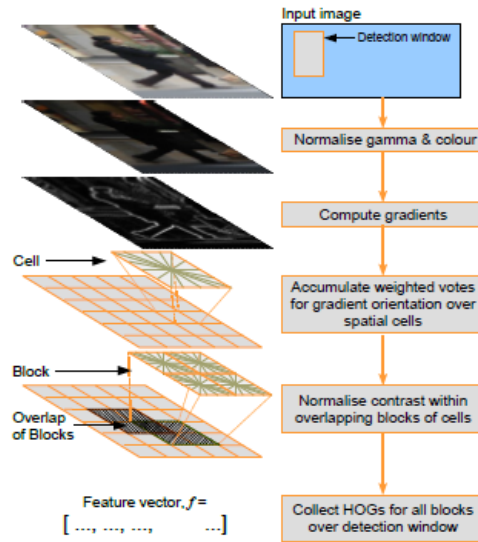 Input image
Detection window
Normalise gamma & colour
Compute gradients
Cell
Accumulate weighted votes
for gradient orientation over
spatial cells
Block
Normalise contrast within
overlapping blocks of cells
Overlap
of Blocks
Feature vector, f =
[ ..., ..., ..., ...]
Collect HOGs for all blocks
over detection window